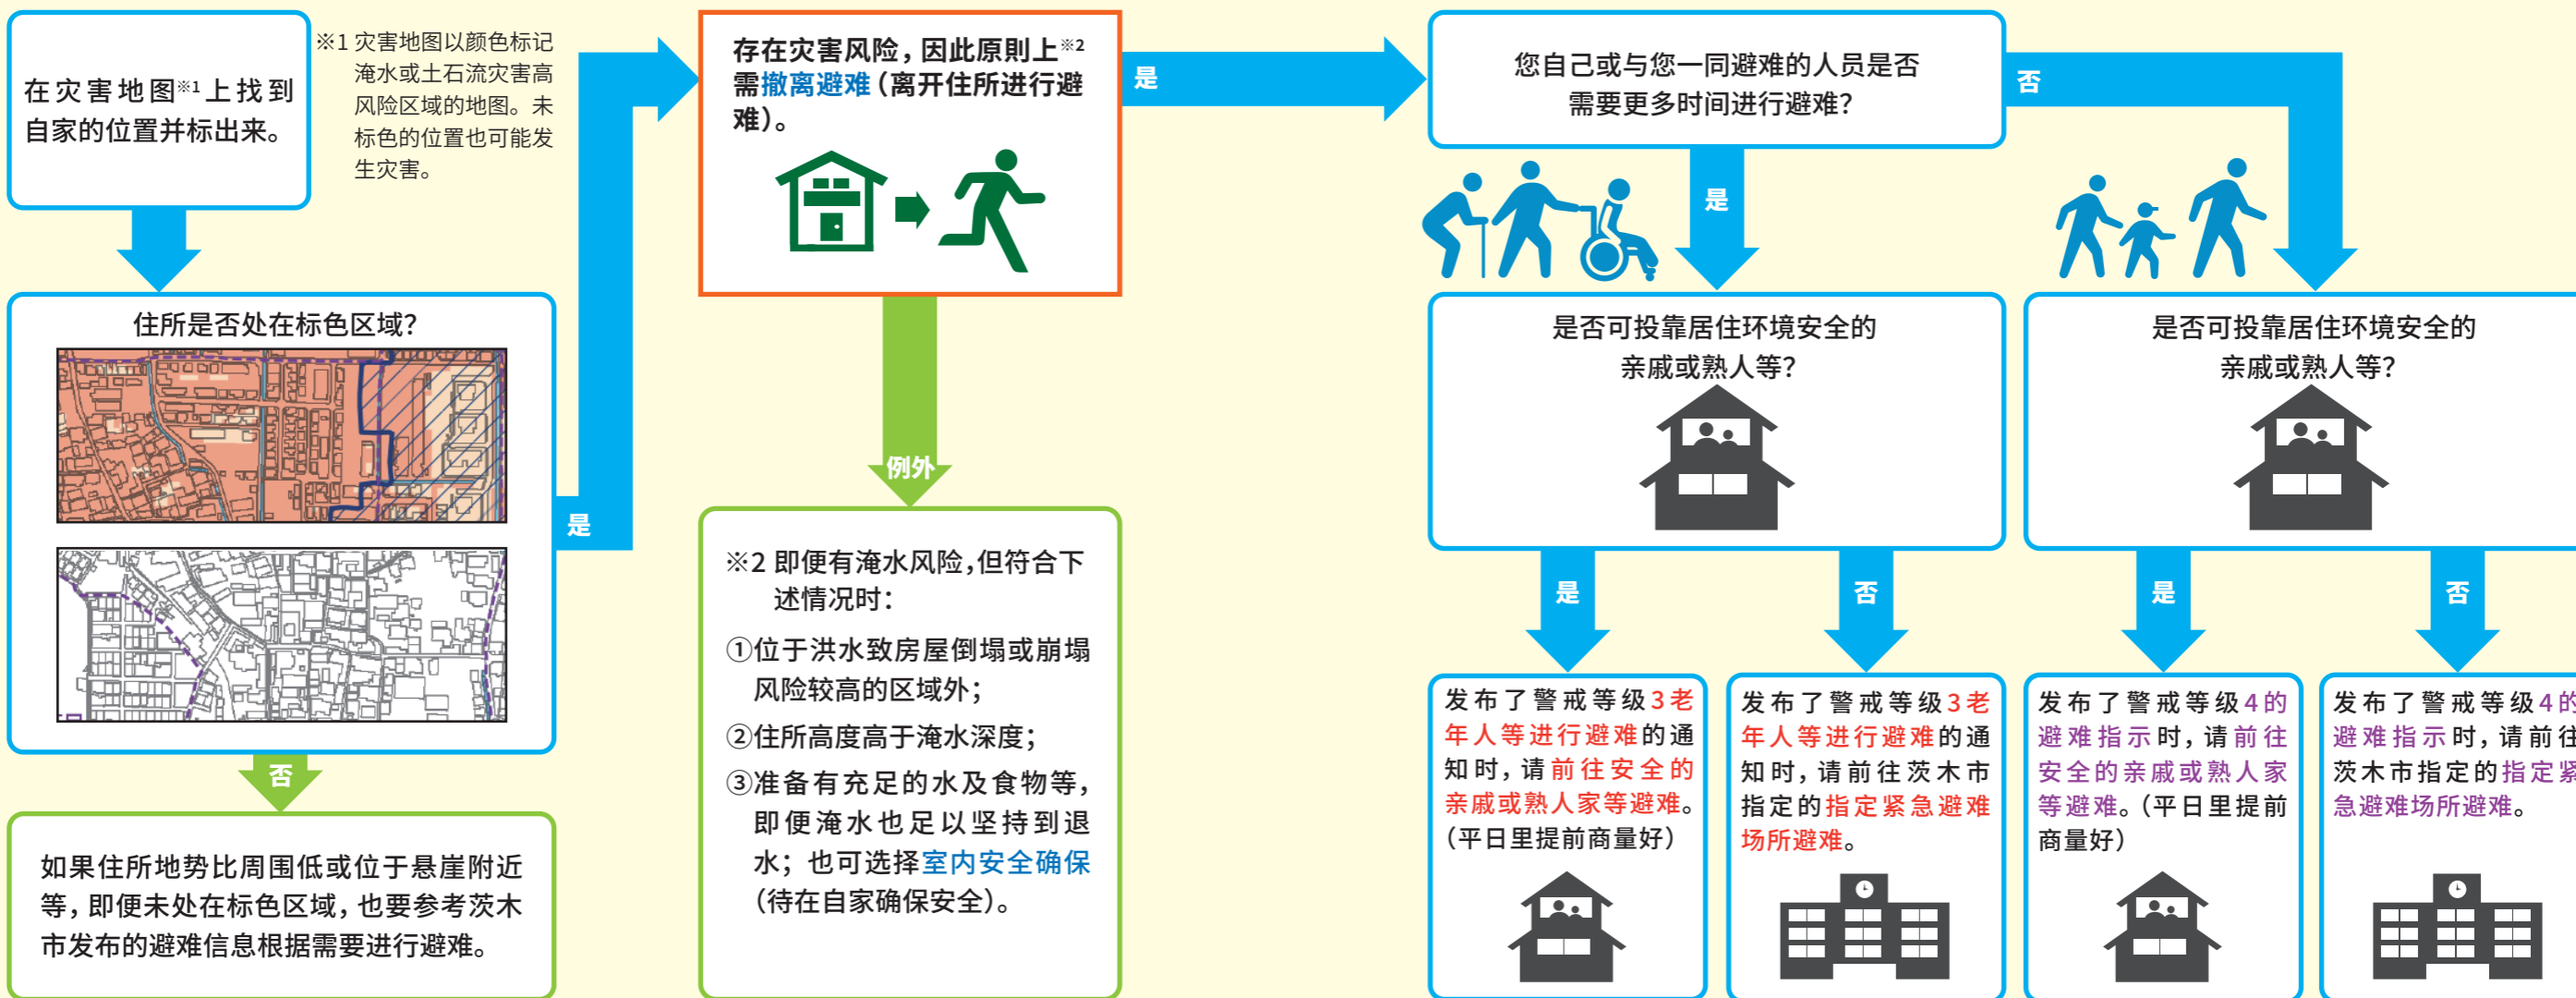 在灾害地图※1上找到
自家的位置并标出来。
※1 灾害地图以颜色标记
淹水或土石流灾害高
风险区域的地图。未
标色的位置也可能发
生灾害。
住所是否处在标色区域？
是
否
如果住所地势比周围低或位于悬崖附近
等，即便未处在标色区域，也要参考茨木
市发布的避难信息根据需要进行避难。
存在灾害风险，因此原则上※2
需撤离避难（离开住所进行避
难）。
例外
※2 即便有淹水风险，但符合下
述情况时：
①位于洪水致房屋倒塌或崩塌
风险较高的区域外；
②住所高度高于淹水深度；
③准备有充足的水及食物等，
即便淹水也足以坚持到退
水；也可选择室内安全确保
（待在自家确保安全）。
是
您自己或与您一同避难的人员是否
需要更多时间进行避难？
是
否
是否可投靠居住环境安全的
亲戚或熟人等？
是
否
发布了警戒等级3老
年人等进行避难的通
知时，请前往安全的
亲戚或熟人家等避难。
（平日里提前商量好）
发布了警戒等级3老
年人等进行避难的通
知时，请前往茨木市
指定的指定紧急避难
场所避难。
是否可投靠居住环境安全的
亲戚或熟人等？
是
否
发布了警戒等级4的
避难指示时，请前往
安全的亲戚或熟人家
等避难。（平日里提前
商量好）
发布了警戒等级4的
避难指示时，请前往
茨木市指定的指定紧
急避难场所避难。